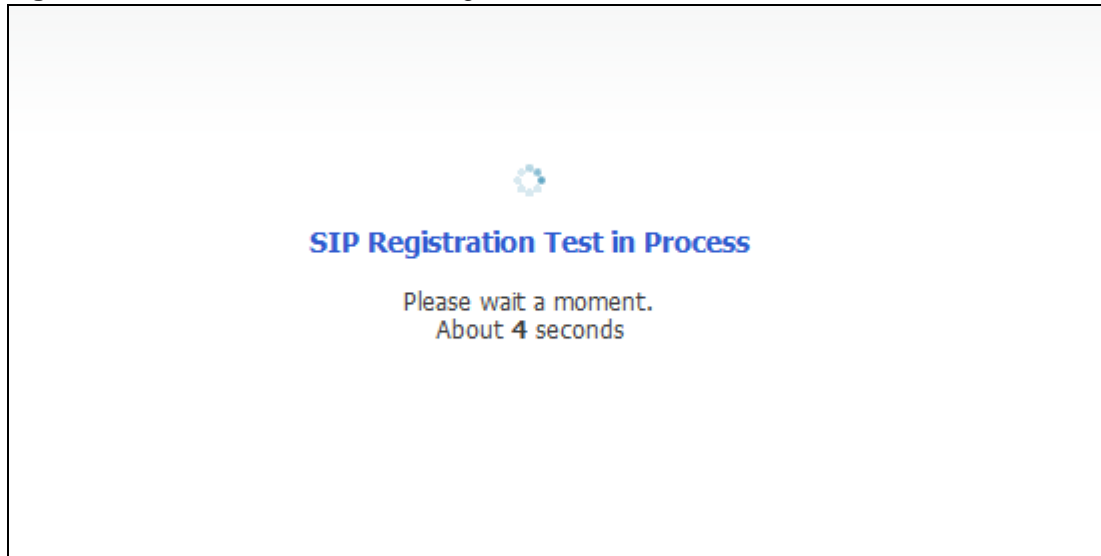 SIP Registration Test in Process
Please wait a moment.
About 4 seconds